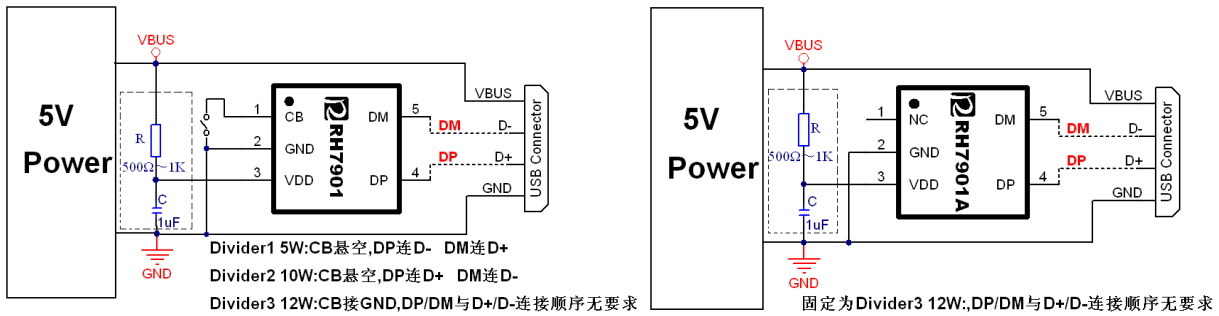 VBUS
5V
Power
R
500Ω～1K
C
1uF
GND
1
CB
2
GND
3
VDD
RH7901
DM
5
DP
4
DM
DP
VBUS
D-
D+
GND
USB Connector
Divider1 5W:CB悬空,DP连D- DM连D+
Divider2 10W:CB悬空,DP连D+ DM连D-
Divider3 12W:CB接GND,DP/DM与D+/D-连接顺序无要求
VBUS
5V
Power
R
500Ω～1K
C
1uF
GND
1
NC
2
GND
3
VDD
RH7901A
DM
5
DP
4
DM
DP
VBUS
D-
D+
GND
USB Connector
固定为Divider3 12W:,DP/DM与D+/D-连接顺序无要求